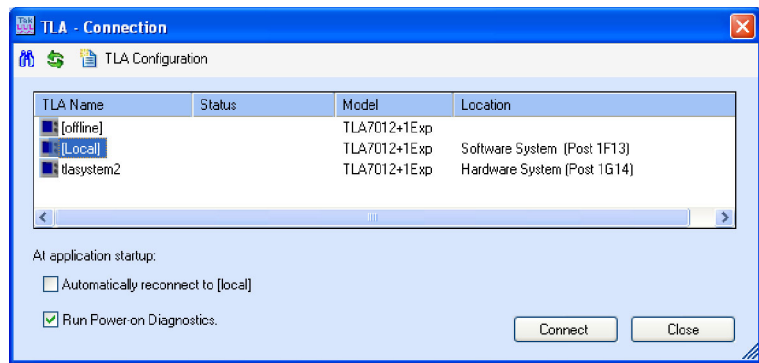 TLA - Connection
TLA Configuration
TLA Name Status Model Location
[offline] TLA7012+1Exp
[Local] TLA7012+1Exp Software System (Post 1F13)
tlasystem2 TLA7012+1Exp Hardware System (Post 1G14)
At application startup:
Automatically reconnect to [local]
Run Power-on Diagnostics.
Connect Close